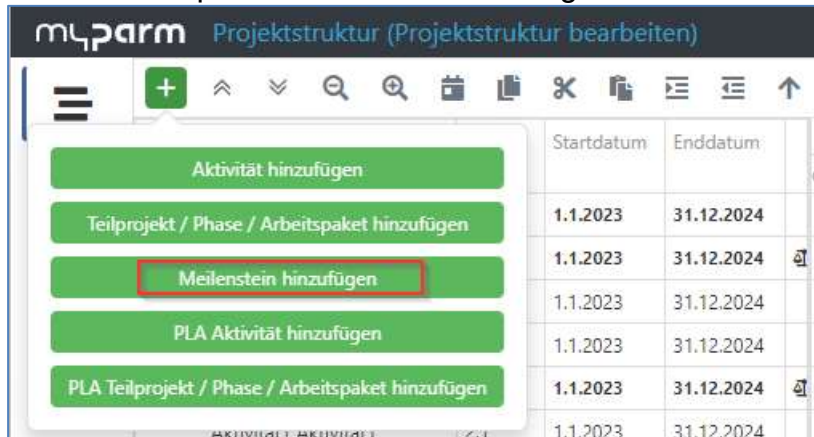 myparm Projektstruktur (Projektstruktur bearbeiten)
Startdatum Enddatum
Aktivität hinzufügen
Teilprojekt / Phase / Arbeitspaket hinzufügen
1.1.2023 31.12.2024
1.1.2023 31.12.2024
Meilenstein hinzufügen
1.1.2023 31.12.2024
PLA Aktivität hinzufügen
1.1.2023 31.12.2024
PLA Teilprojekt / Phase / Arbeitspaket hinzufügen
1.1.2023 31.12.2024
1.1.2023 31.12.2024